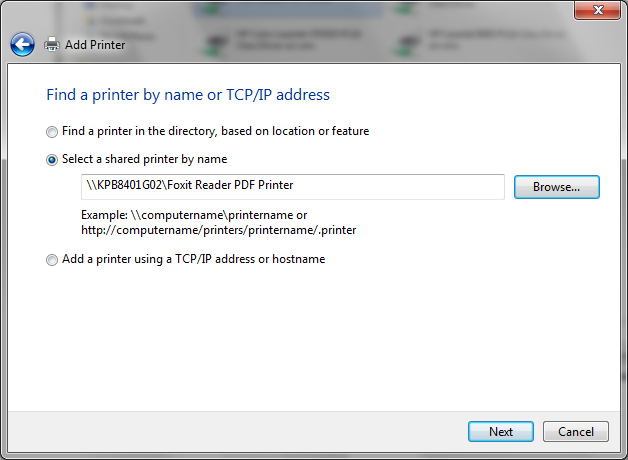 Add Printer
Find a printer by name or TCP/IP address
Find a printer in the directory, based on location or feature
Select a shared printer by name
\\KPB8401G02\Foxit Reader PDF Printer
Browse...
Example: \\computername\printername or
http://computername/printers/printername/.printer
Add a printer using a TCP/IP address or hostname
Next
Cancel